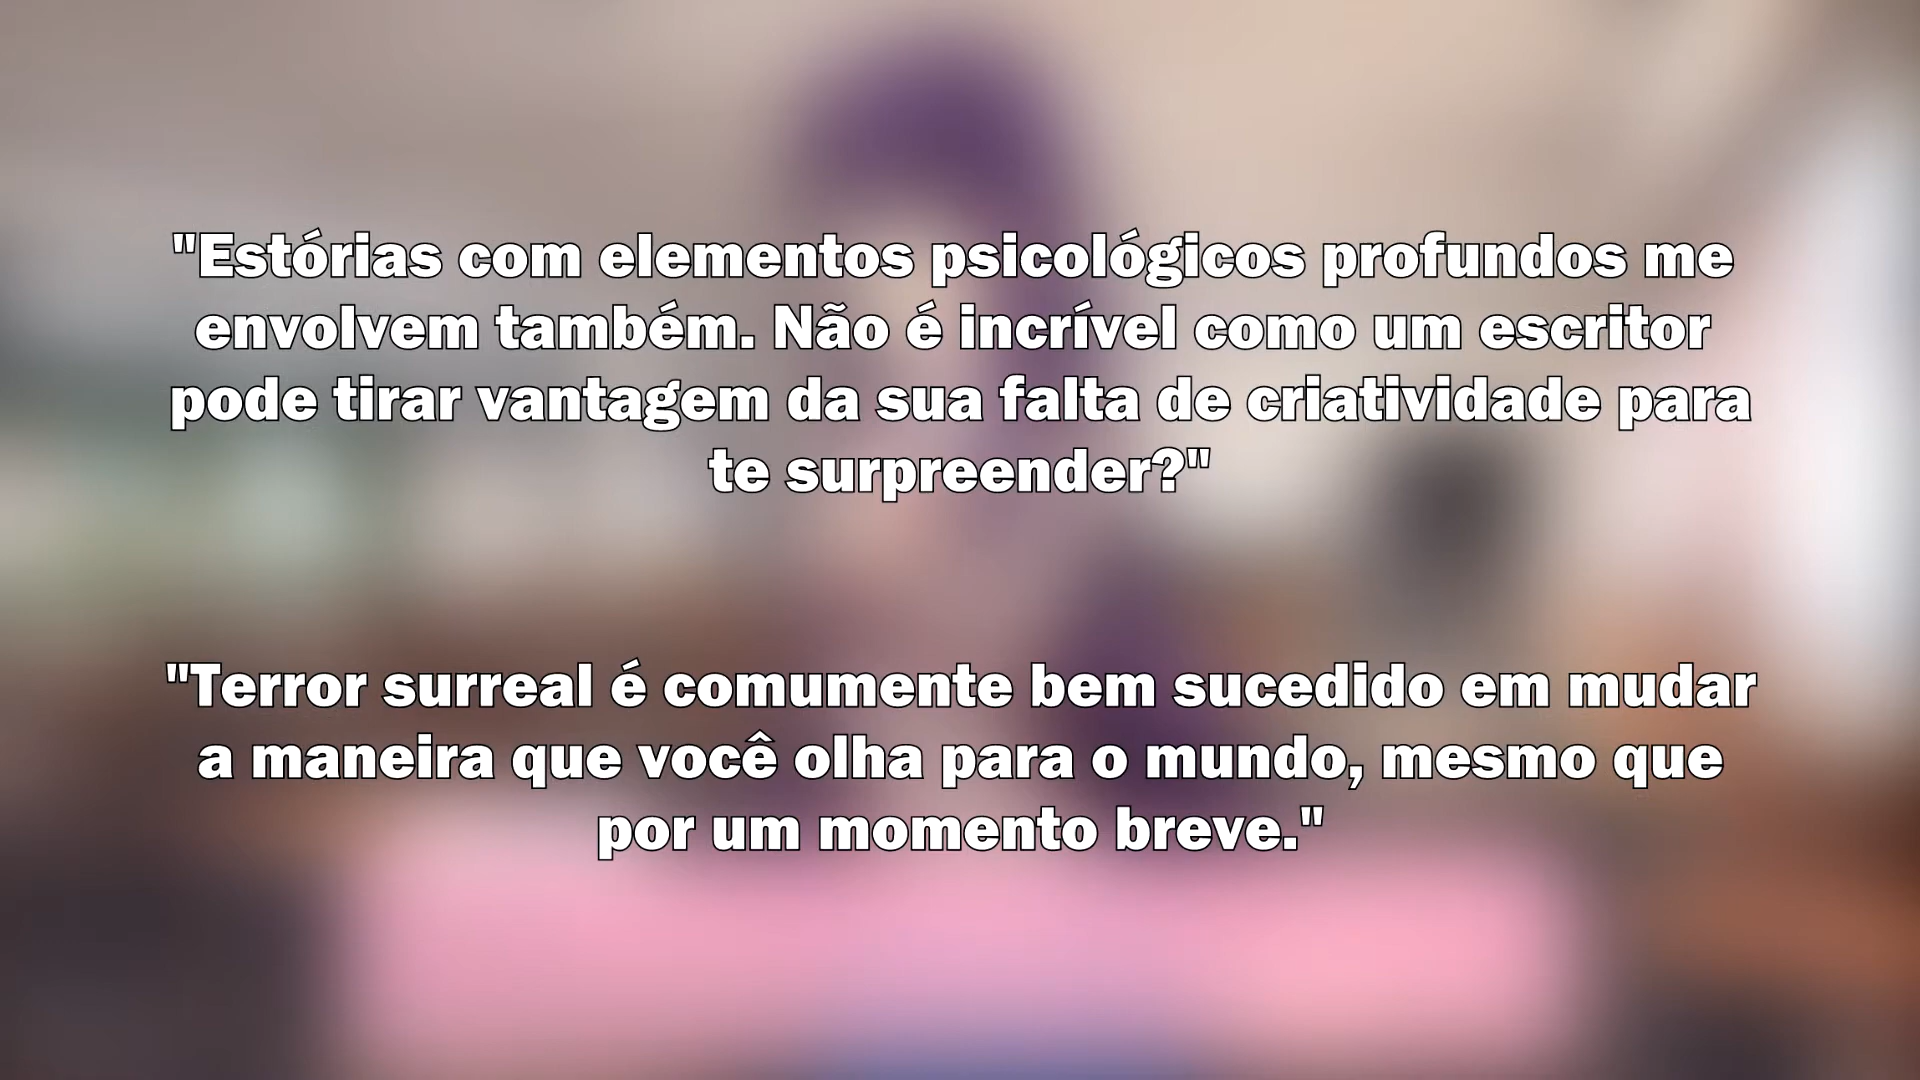 "Estórias com elementos psicológicos profundos me
envolvem também. Não é incrível como um escritor
pode tirar vantagem da sua falta de criatividade para
te surpreender?"
"Terror surreal é comumente bem sucedido em mudar
a maneira que você olha para o mundo, mesmo que
por um momento breve."